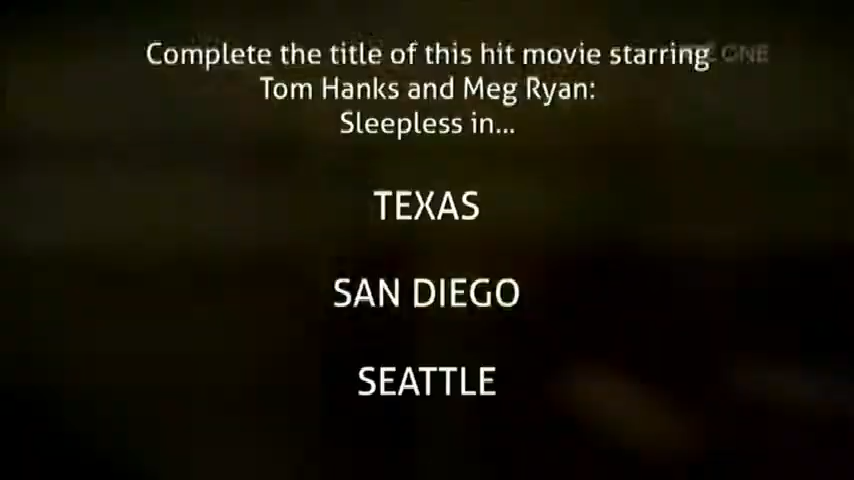 Complete the title of this hit movie starring
Tom Hanks and Meg Ryan:
Sleepless in...
TEXAS
SAN DIEGO
SEATTLE
ONE